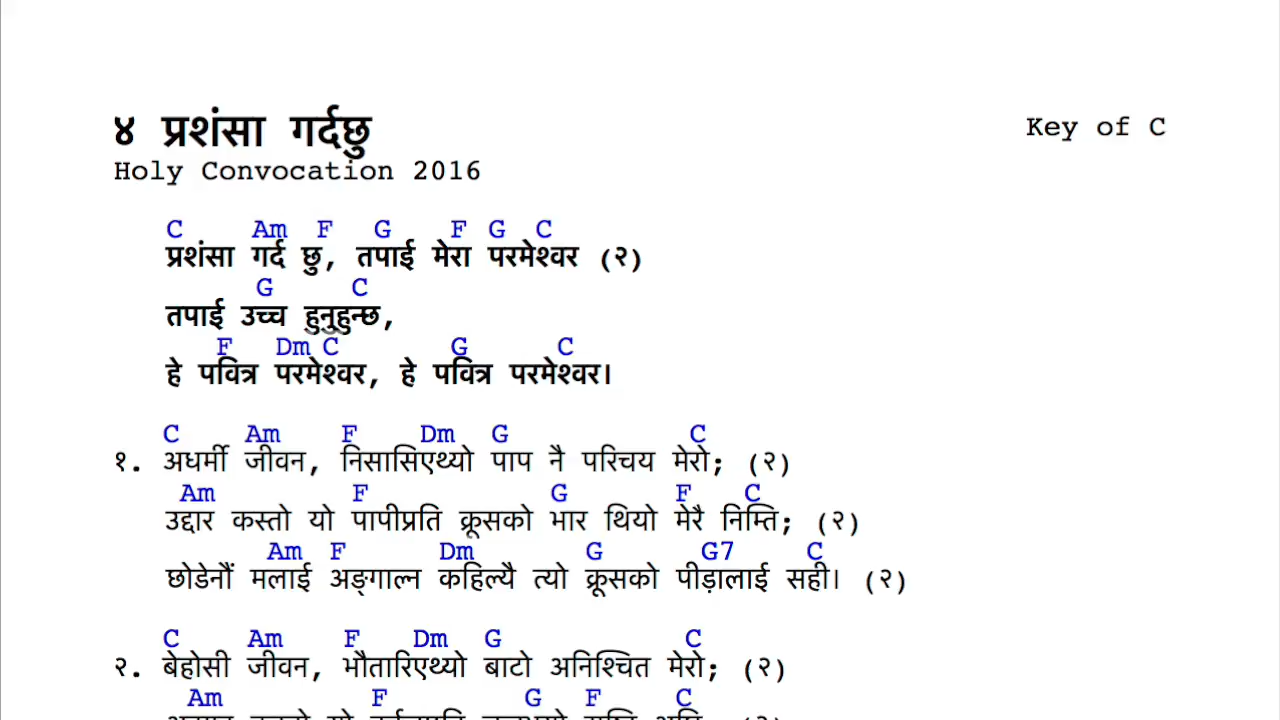 ४ प्रशंसा गर्दछु
Key of C
Holy Convocation 2016
C Am F G F G C
प्रशंसा गर्द छु, तपाई मेरा परमेश्वर (२)
G C
तपाई उच्च हुनुहुन्छ,
F Dm C G C
हे पवित्र परमेश्वर, हे पवित्र परमेश्वर।
C Am F Dm G C
१. अधर्मी जीवन, निसासिएथ्यो पाप नै परिचय मेरो; (२)
Am F G F C
उद्दार कस्तो यो पापीप्रति क्रूसको भार थियो मेरै निम्ति; (२)
Am F Dm G G7 C
छोडेनौं मलाई अङ्गाल्न कहिल्यै त्यो क्रूसको पीड़ालाई सही। (२)
C Am F Dm G C
२. बेहोसी जीवन, भौतारिएथ्यो बाटो अनिश्चित मेरो; (२)
Am F G F C